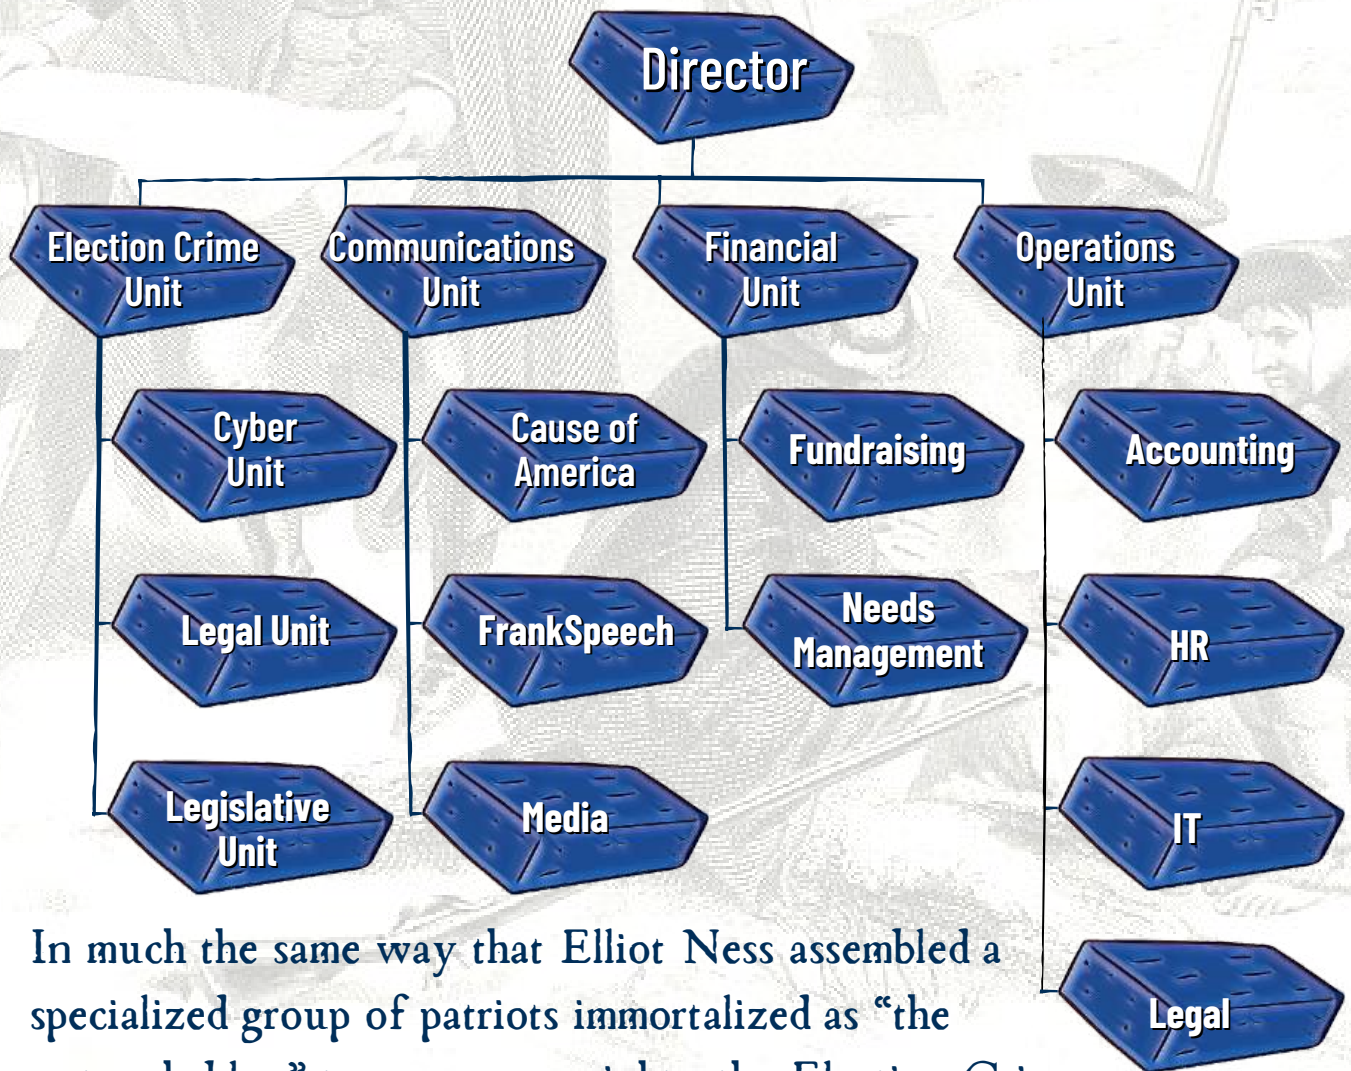 Director
Election Crime
Unit
Communications
Unit
Financial
Unit
Operations
Unit
Cyber
Unit
Cause of
America
Fundraising
Accounting
Legal Unit
FrankSpeech
Needs
Management
HR
Legislative
Unit
Media
IT
Legal
In much the same way that Elliot Ness assembled a
specialized group of patriots immortalized as “the